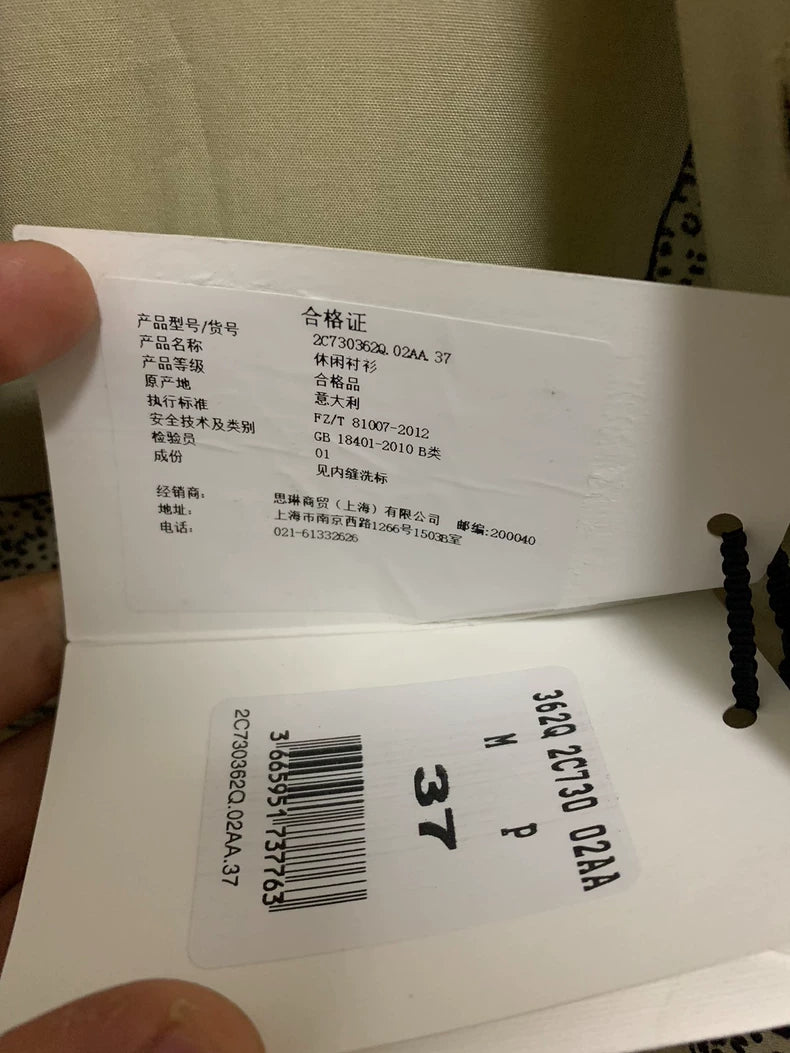 合格证
产品型号/货号 2C730362Q.02AA.37
产品名称 休闲衬衫
产品等级 合格品
原产地 意大利
执行标准 FZ/T 81007-2012
安全技术及类别 GB 18401-2010 B类
检验员 01
成份 见内缝洗标
经销商: 思琳商贸（上海）有限公司 邮编:200040
地址: 上海市南京西路1266号1503B室
电话: 021-61332626
362Q 2C730 02AA
M P
37
3665951737763
2C730362Q.02AA.37